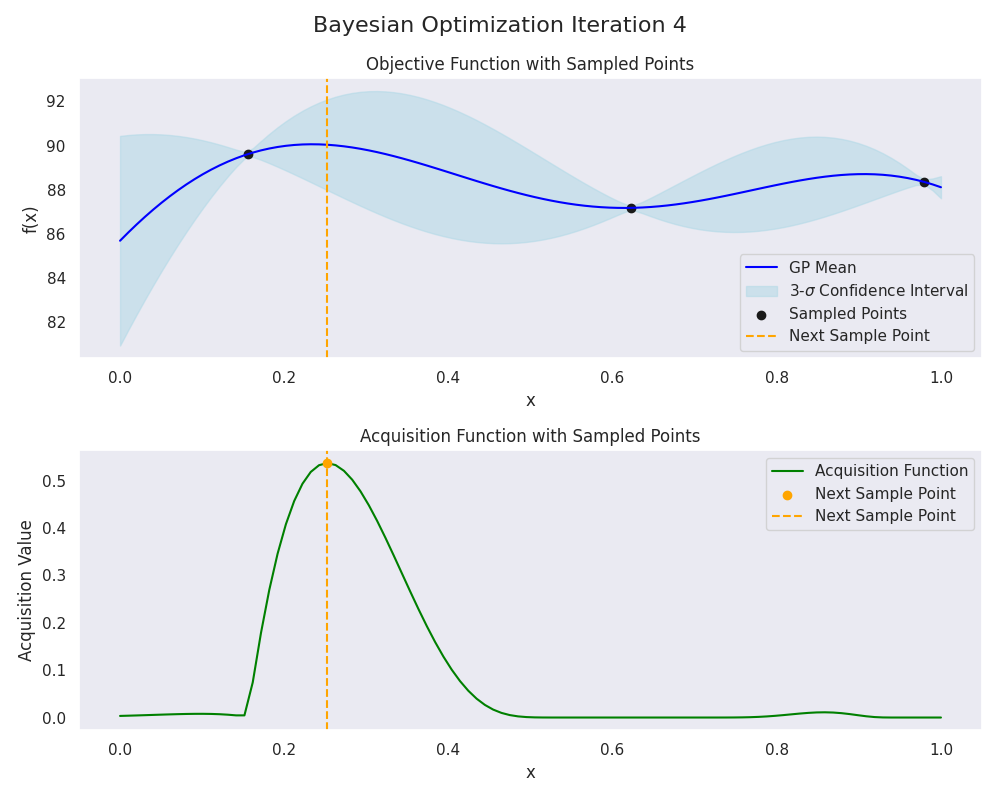 Bayesian Optimization Iteration 4
Objective Function with Sampled Points
92
90
88
86
84
82
f(x)
GP Mean
3-σ Confidence Interval
Sampled Points
Next Sample Point
0.0 0.2 0.4 0.6 0.8 1.0
x
Acquisition Function with Sampled Points
0.5
0.4
0.3
0.2
0.1
0.0
Acquisition Value
Acquisition Function
Next Sample Point
Next Sample Point
0.0 0.2 0.4 0.6 0.8 1.0
x